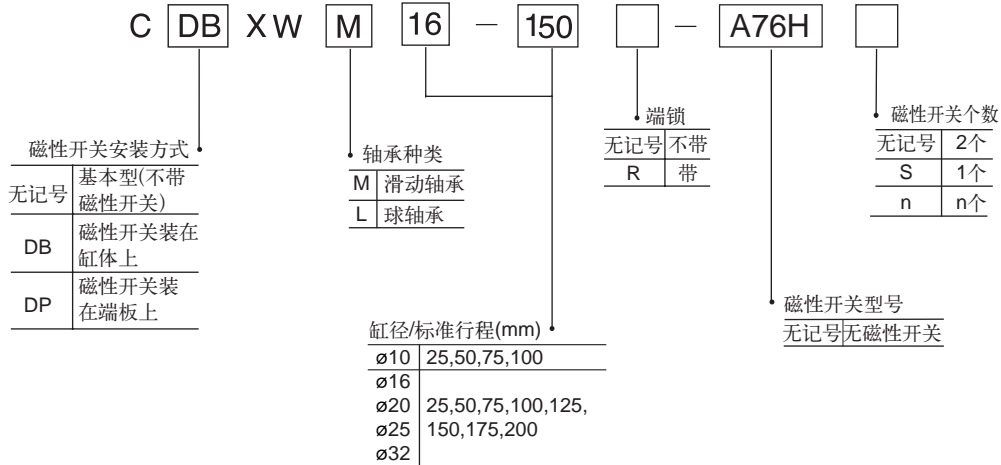 C DB X W M 16 － 150 － A76H
磁性开关安装方式
无记号 基本型(不带
磁性开关)
DB 磁性开关装在
缸体上
DP 磁性开关装
在端板上
轴承种类
M 滑动轴承
L 球轴承
缸径/标准行程(mm)
ø10 25,50,75,100
ø16
ø20 25,50,75,100,125,
ø25 150,175,200
ø32
端锁
无记号 不带
R 带
磁性开关型号
无记号 无磁性开关
磁性开关个数
无记号 2个
S 1个
n n个